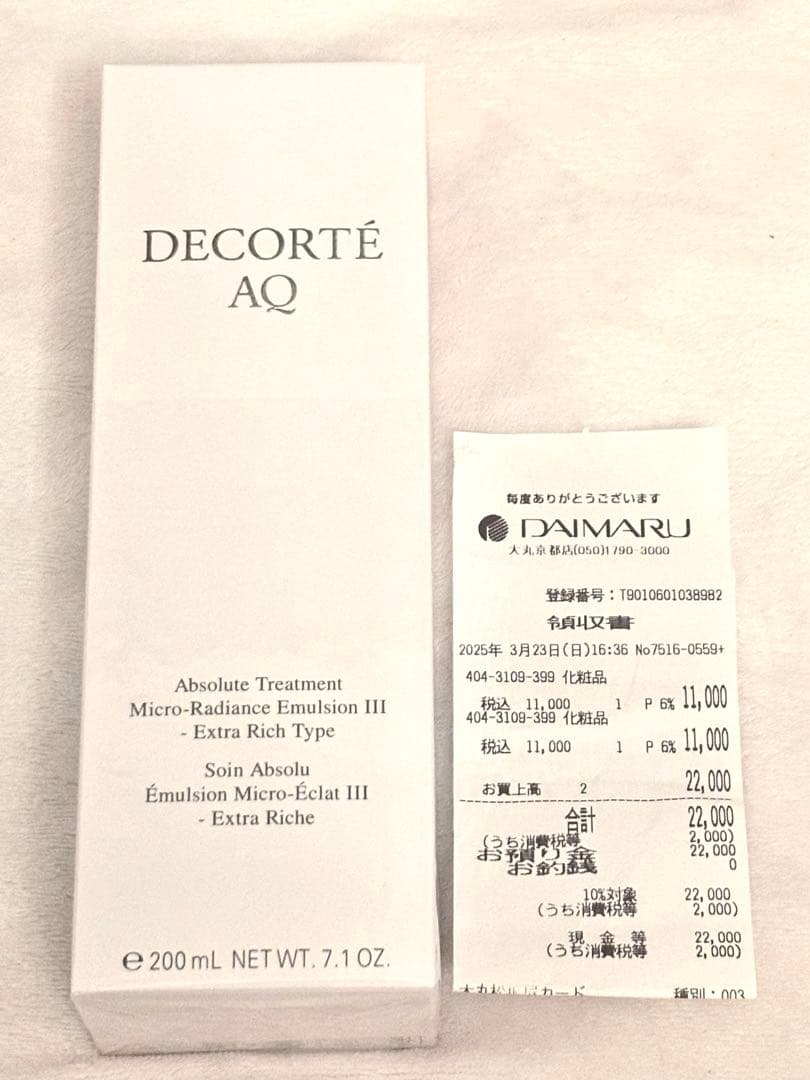 DECORTÉ
AQ
Absolute Treatment
Micro-Radiance Emulsion III
- Extra Rich Type
Soin Absolu
Émulsion Micro-Éclat III
- Extra Riche
℮ 200 mL NET WT. 7.1 OZ.
毎度ありがとうございます
DAIMARU
大丸京都店(050)1790-3000
登録番号:T9010601038982
領収書
2025年 3月23日(日)16:36 No7516-0559+
404-3109-399 化粧品
税込 11,000 1 P 6% 11,000
404-3109-399 化粧品
税込 11,000 1 P 6% 11,000
お買上高 2 22,000
合計 22,000
(うち消費税等 2,000)
お預り金 22,000
お釣銭 0
10%対象 22,000
(うち消費税等 2,000)
現金等 22,000
(うち消費税等 2,000)
種別:003